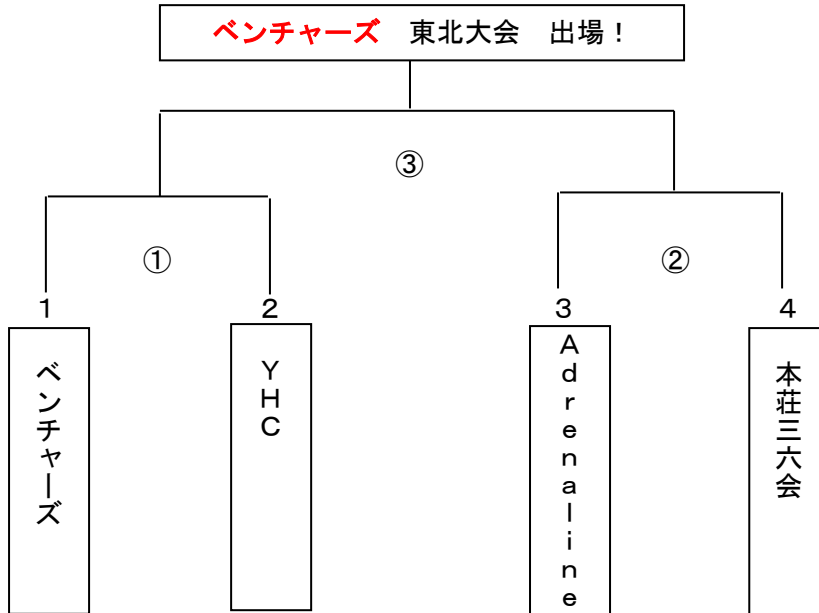 ベンチャーズ　東北大会　出場！
③
①
②
１
２
３
４
ベンチャーズ
ＹＨＣ
Ａｄｒｅｎａｌｉｎｅ
本荘三六会